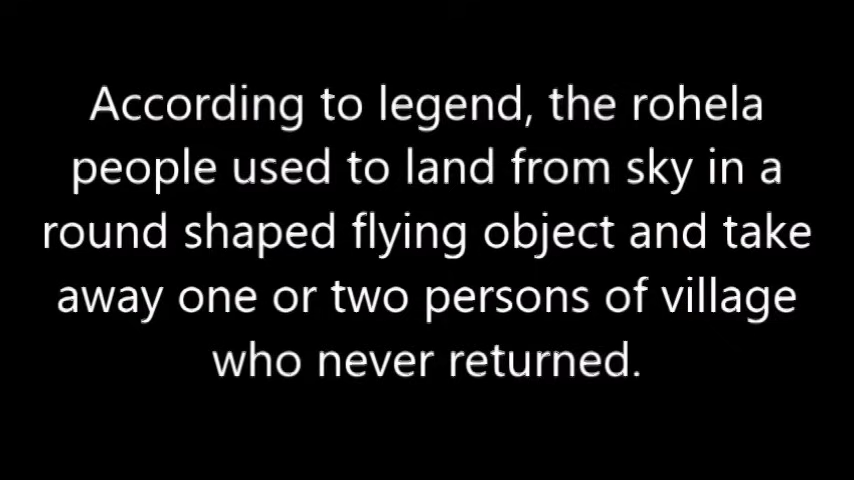 According to legend, the rohela
people used to land from sky in a
round shaped flying object and take
away one or two persons of village
who never returned.